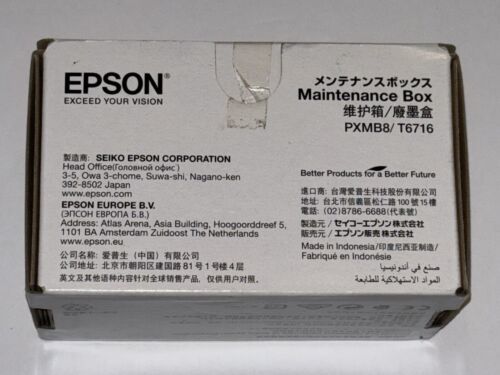 EPSON®
EXCEED YOUR VISION
メンテナンスボックス
Maintenance Box
维护箱/廢墨盒
PXMB8/ T6716
製造商: SEIKO EPSON CORPORATION
Head Office(Головной офис)
3-5, Owa 3-chome, Suwa-shi, Nagano-ken
392-8502 Japan
www.epson.com
EPSON EUROPE B.V.
(ЭПСОН ЕВРОПА Б.В.)
Address: Atlas Arena, Asia Building, Hoogoorddreef 5,
1101 BA Amsterdam Zuidoost The Netherlands
www.epson.eu
公司: 爱普生（中国）有限公司
地址: 北京市朝阳区建国路81号1号楼4层
英文及其他语种内容针对全球销售产品，仅供用户对照.
Better Products for a Better Future
進口商: 台灣愛普生科技股份有限公司
地址: 台北市信義區松仁路100號15樓
電話: (02)8786-6688(代表號)
製造元／セイコーエプソン株式会社
販売元／エプソン販売 株式会社
Made in Indonesia/印度尼西亚制造/
Fabriqué en Indonésie
صنع في أندونيسيا
المواد الاستهلاكية للطابعة